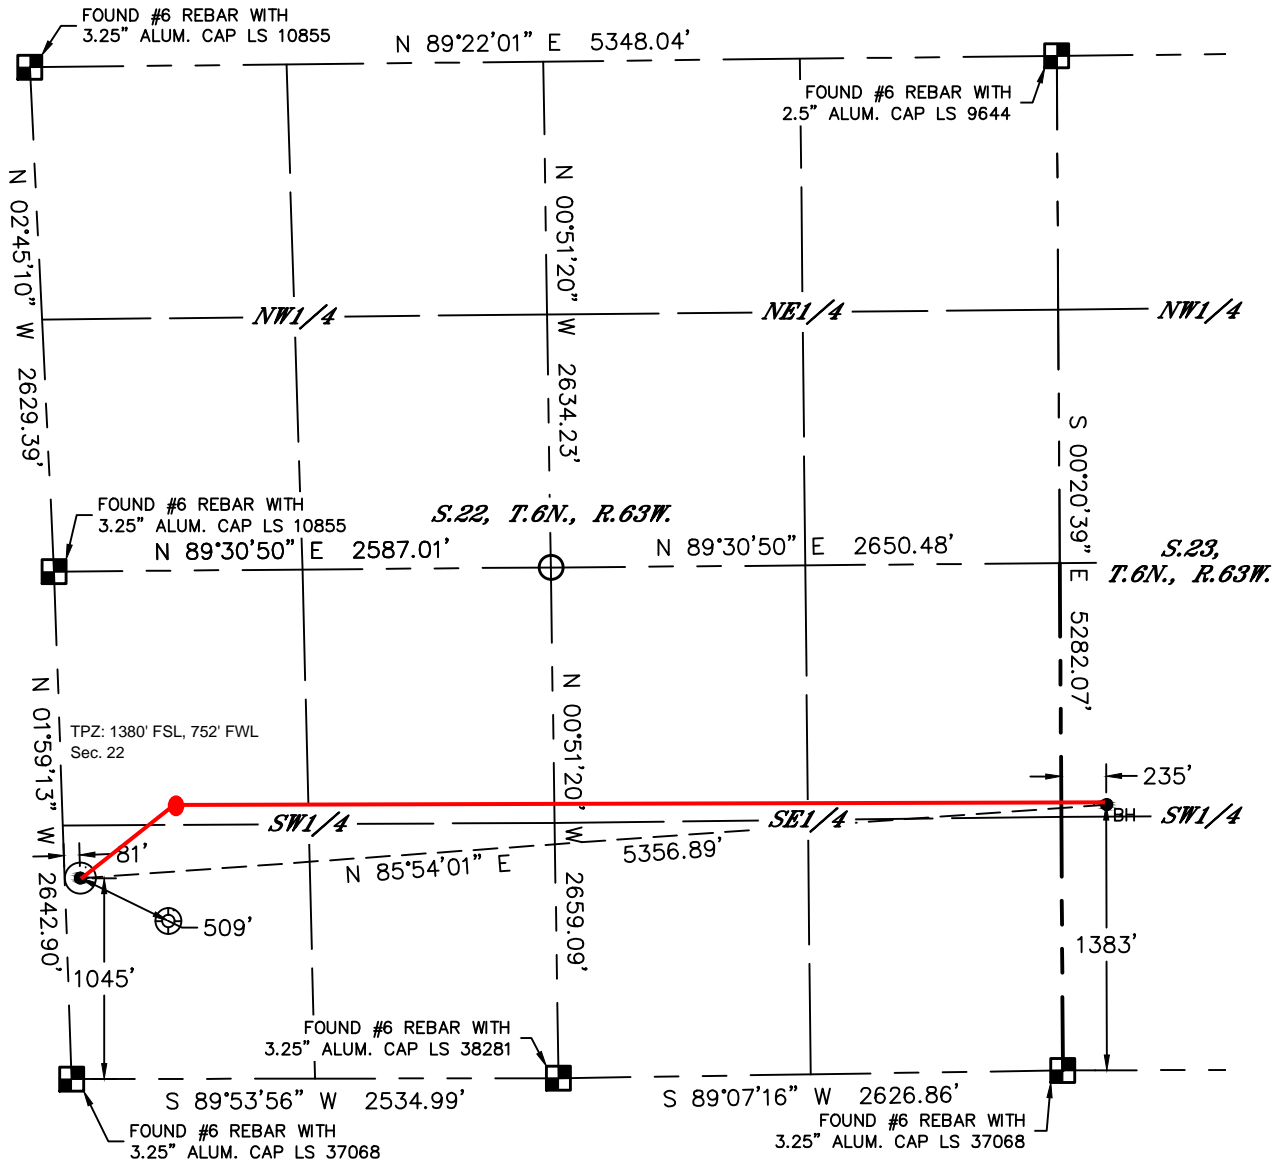 FOUND #6 REBAR WITH
3.25" ALUM. CAP LS 10855
N 89°22'01" E 5348.04'
FOUND #6 REBAR WITH
2.5" ALUM. CAP LS 9644
N 02°45'10" W 2629.39'
N 00°51'20" W 2634.23'
NW1/4
NE1/4
NW1/4
S 00°20'39" E 5282.07'
FOUND #6 REBAR WITH
3.25" ALUM. CAP LS 10855
S.22, T.6N., R.63W.
N 89°30'50" E 2587.01'
N 89°30'50" E 2650.48'
S.23,
T.6N., R.63W.
N 01°59'13" W 2642.90'
N 00°51'20" W 2659.09'
TPZ: 1380' FSL, 752' FWL
Sec. 22
235'
BH
SW1/4
SE1/4
SW1/4
81'
N 85°54'01" E
5356.89'
509'
1383'
1045'
FOUND #6 REBAR WITH
3.25" ALUM. CAP LS 38281
S 89°53'56" W 2534.99'
S 89°07'16" W 2626.86'
FOUND #6 REBAR WITH
3.25" ALUM. CAP LS 37068
FOUND #6 REBAR WITH
3.25" ALUM. CAP LS 37068